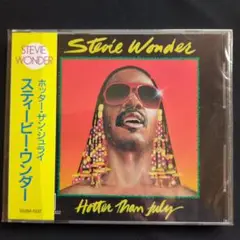 STEVIE
WONDER
ホッター・ザン・ジュライ
スティービー・ワンダー
Stevie Wonder
Hotter Than July